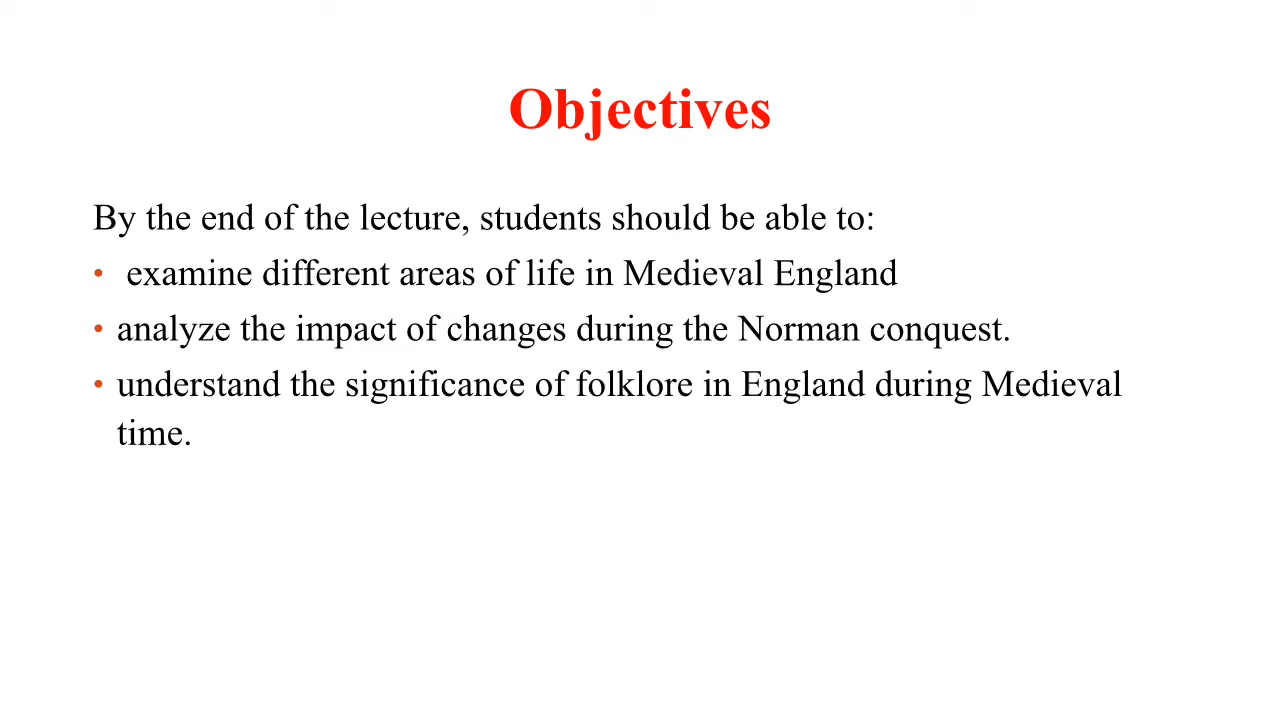 Objectives
By the end of the lecture, students should be able to:
• examine different areas of life in Medieval England
• analyze the impact of changes during the Norman conquest.
• understand the significance of folklore in England during Medieval
time.